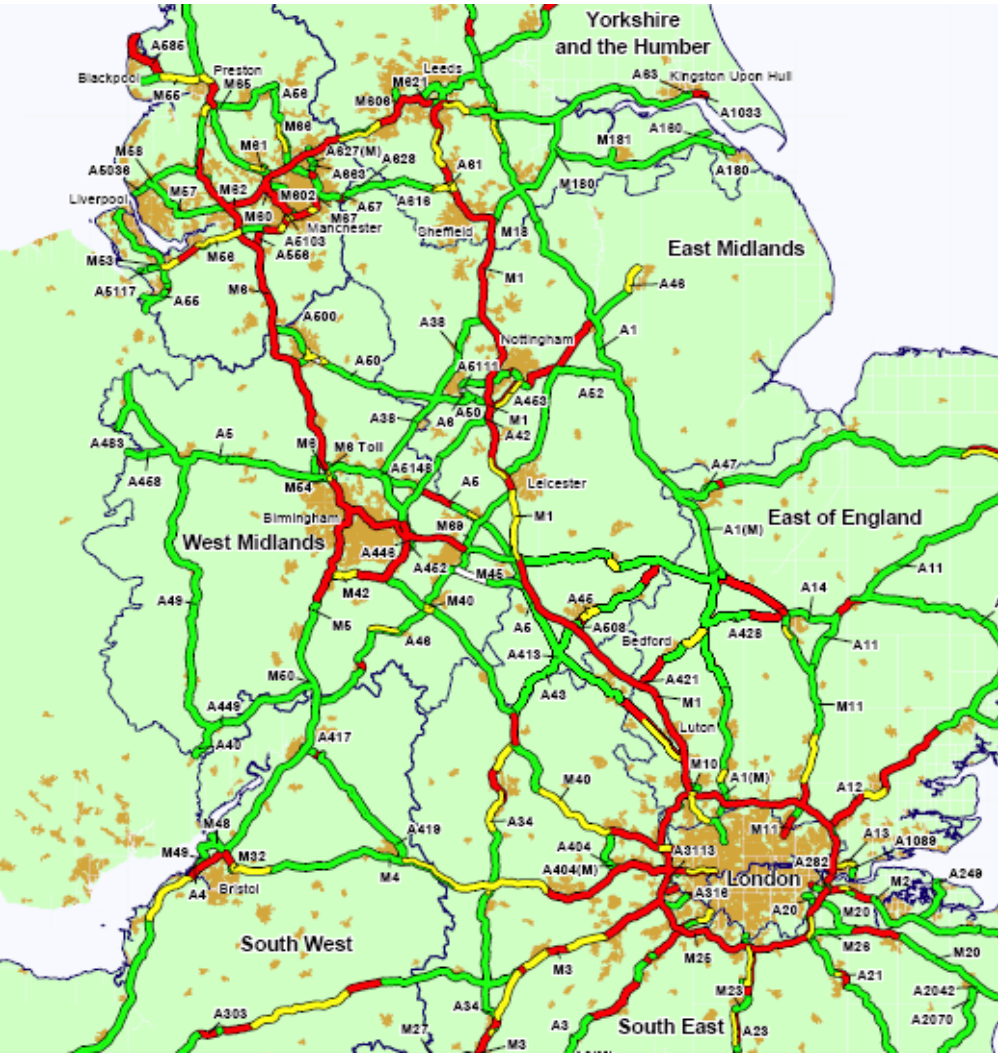 Yorkshire
and the Humber
A585
Blackpool
Preston
M55
M65
A56
Leeds
M621
M606
A63
Kingston Upon Hull
A1033
M66
M58
M61
A627(M)
A628
A61
M181
A160
A180
M180
A5036
M57
M62
A663
M602
A57
A616
Liverpool
M60
M67
Manchester
Sheffield
M18
A5103
A556
M53
M56
A5117
A55
M6
M1
East Midlands
A46
A500
A38
Nottingham
A1
A50
A5111
A453
A52
A38
A50
A6
M1
A42
A483
A5
M6
M6 Toll
A5148
A458
M54
A5
Leicester
A47
M69
M1
A1(M)
East of England
Birmingham
West Midlands
A446
A452
M45
A11
M42
M40
A45
A14
A49
M5
A46
A5
A508
Bedford
A428
A11
A413
M50
A43
A421
M1
M11
A449
A40
A417
Luton
M10
A1(M)
M40
A12
M48
A419
A34
M11
A13
A1089
M49
M32
A404
A3113
A282
M4
A404(M)
London
A249
A4
Bristol
A316
M2
A20
M20
South West
M25
M26
M20
M3
A21
M23
A2042
A303
A34
M27
A3
South East
A23
A2070
M3